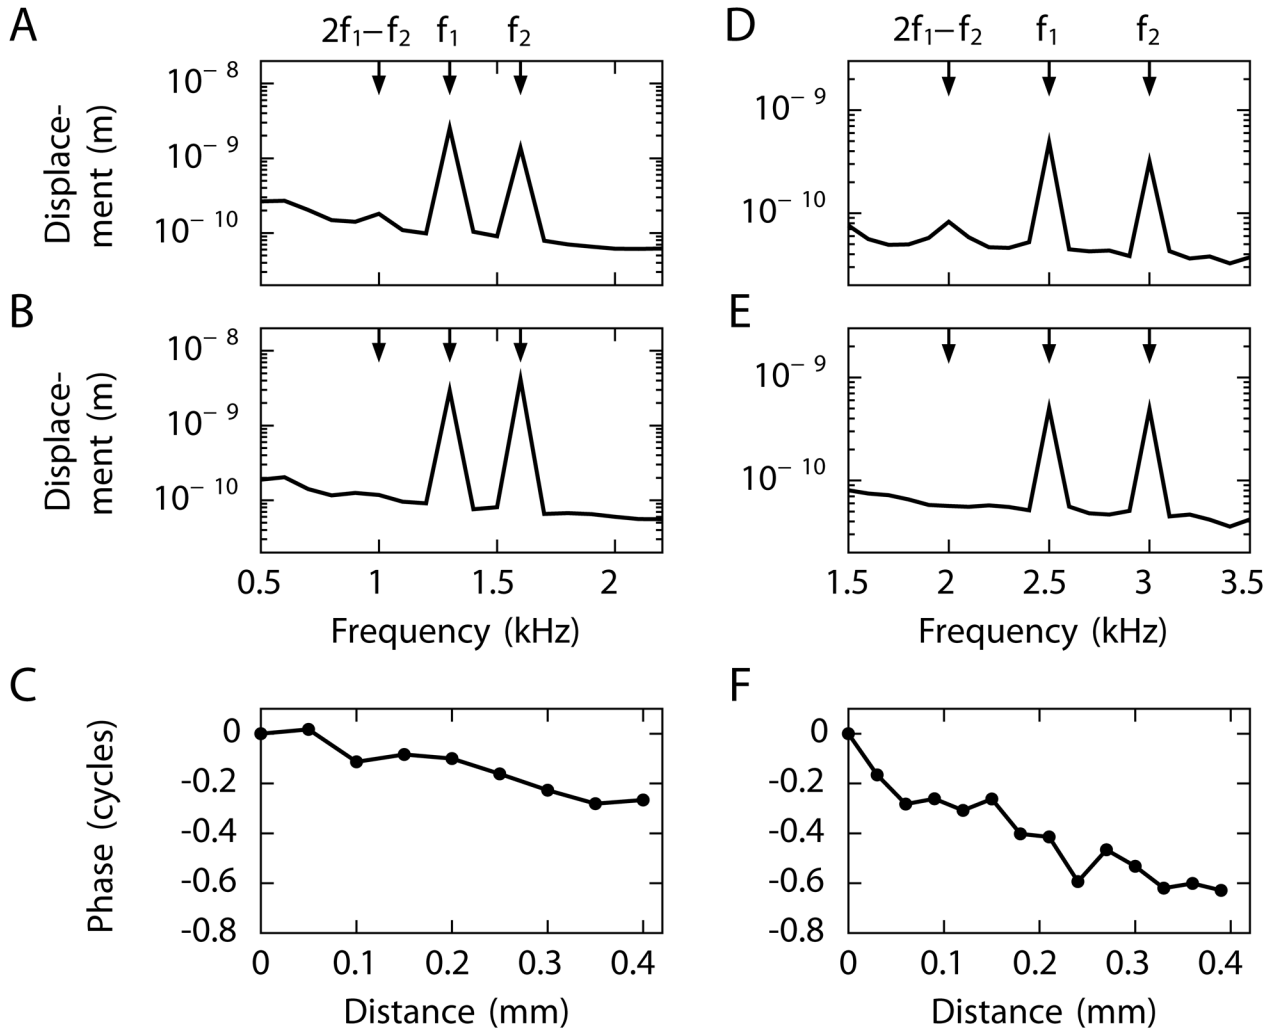 A
2f₁−f₂ f₁ f₂
Displace-
ment (m)
10⁻⁸
10⁻⁹
10⁻¹⁰
B
Displace-
ment (m)
10⁻⁸
10⁻⁹
10⁻¹⁰
0.5 1 1.5 2
Frequency (kHz)
C
Phase (cycles)
0
-0.2
-0.4
-0.6
-0.8
0 0.1 0.2 0.3 0.4
Distance (mm)
D
2f₁−f₂ f₁ f₂
10⁻⁹
10⁻¹⁰
E
10⁻⁹
10⁻¹⁰
1.5 2 2.5 3 3.5
Frequency (kHz)
F
0
-0.2
-0.4
-0.6
-0.8
0 0.1 0.2 0.3 0.4
Distance (mm)